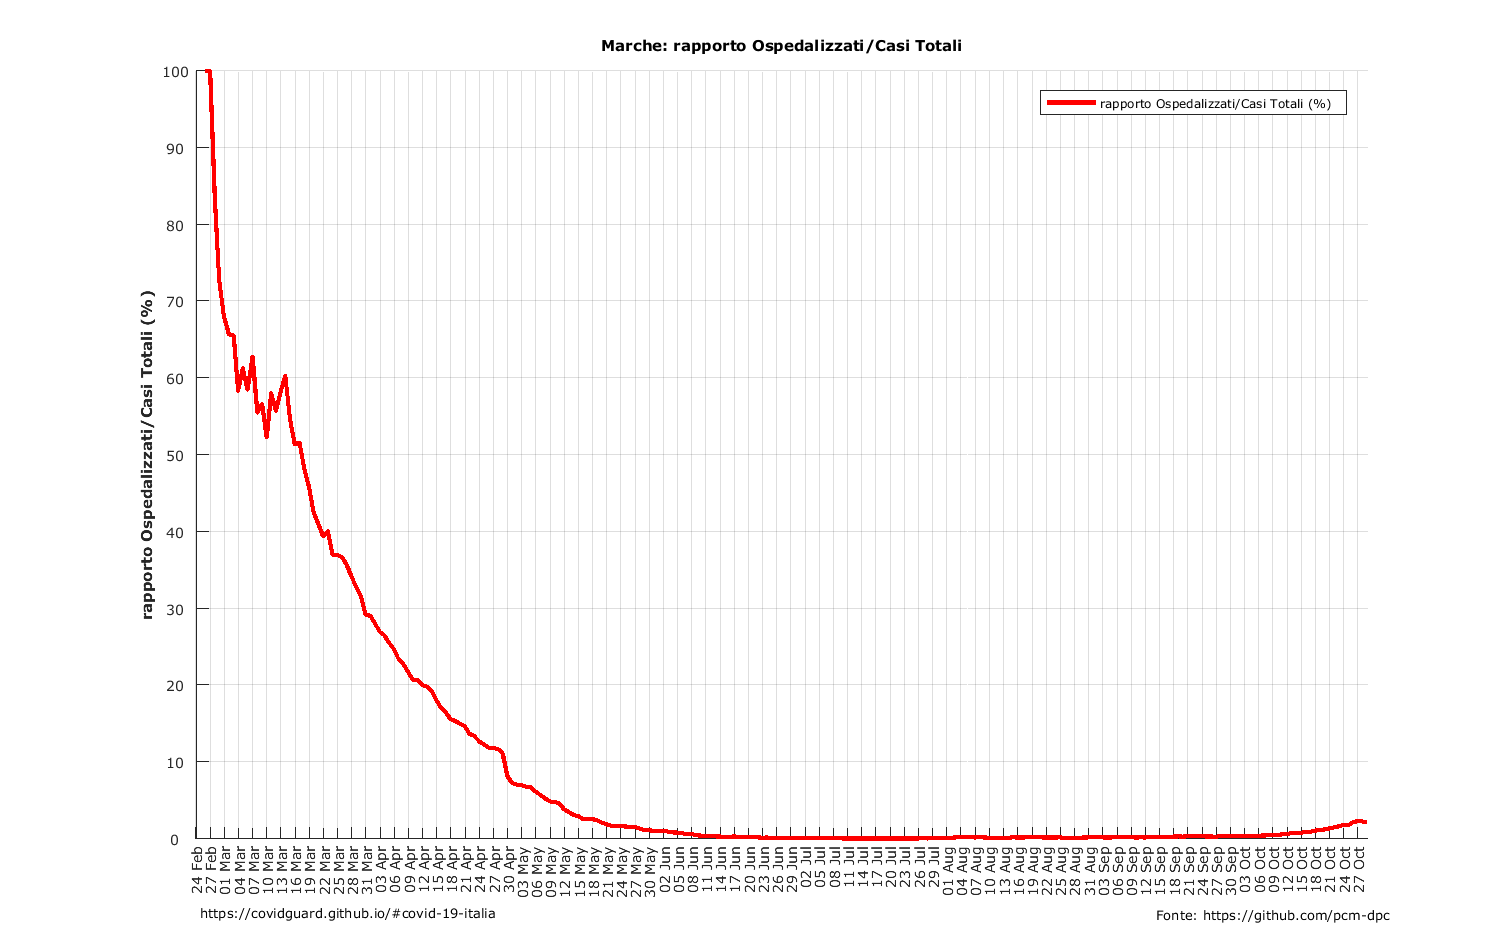 Marche: rapporto Ospedalizzati/Casi Totali
rapporto Ospedalizzati/Casi Totali (%)
rapporto Ospedalizzati/Casi Totali (%)
100
90
80
70
60
50
40
30
20
10
0
24 Feb
27 Feb
01 Mar
04 Mar
07 Mar
10 Mar
13 Mar
16 Mar
19 Mar
22 Mar
25 Mar
28 Mar
31 Mar
03 Apr
06 Apr
09 Apr
12 Apr
15 Apr
18 Apr
21 Apr
24 Apr
27 Apr
30 Apr
03 May
06 May
09 May
12 May
15 May
18 May
21 May
24 May
27 May
30 May
02 Jun
05 Jun
08 Jun
11 Jun
14 Jun
17 Jun
20 Jun
23 Jun
26 Jun
29 Jun
02 Jul
05 Jul
08 Jul
11 Jul
14 Jul
17 Jul
20 Jul
23 Jul
26 Jul
29 Jul
01 Aug
04 Aug
07 Aug
10 Aug
13 Aug
16 Aug
19 Aug
22 Aug
25 Aug
28 Aug
31 Aug
03 Sep
06 Sep
09 Sep
12 Sep
15 Sep
18 Sep
21 Sep
24 Sep
27 Sep
30 Sep
03 Oct
06 Oct
09 Oct
12 Oct
15 Oct
18 Oct
21 Oct
24 Oct
27 Oct
https://covidguard.github.io/#covid-19-italia
Fonte: https://github.com/pcm-dpc